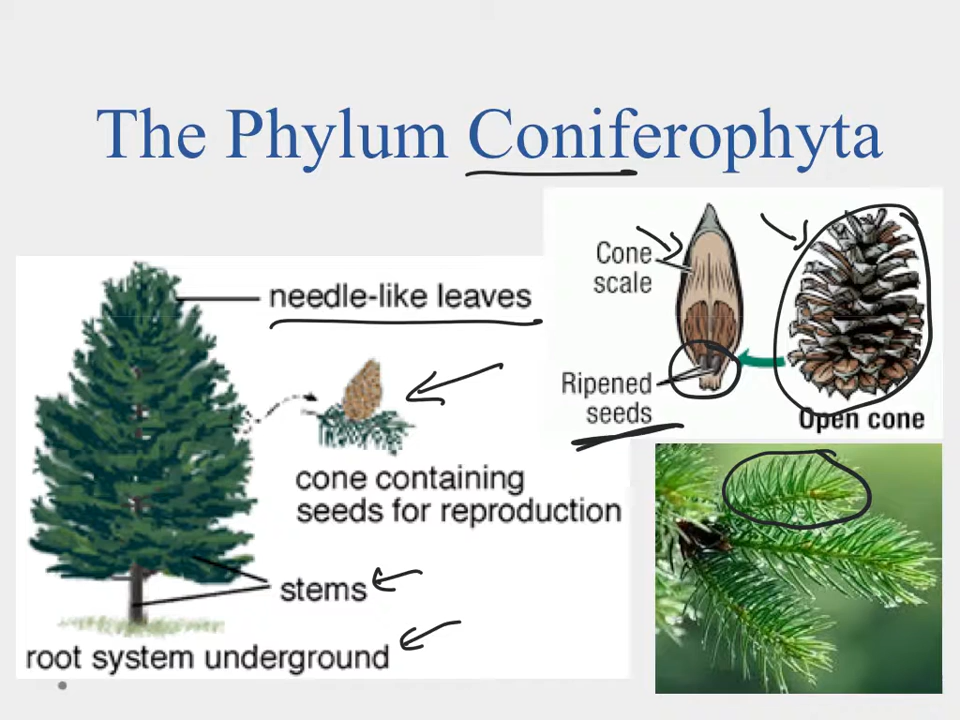 The Phylum Coniferophyta
needle-like leaves
cone containing
seeds for reproduction
stems
root system underground
Cone
scale
Ripened
seeds
Open cone